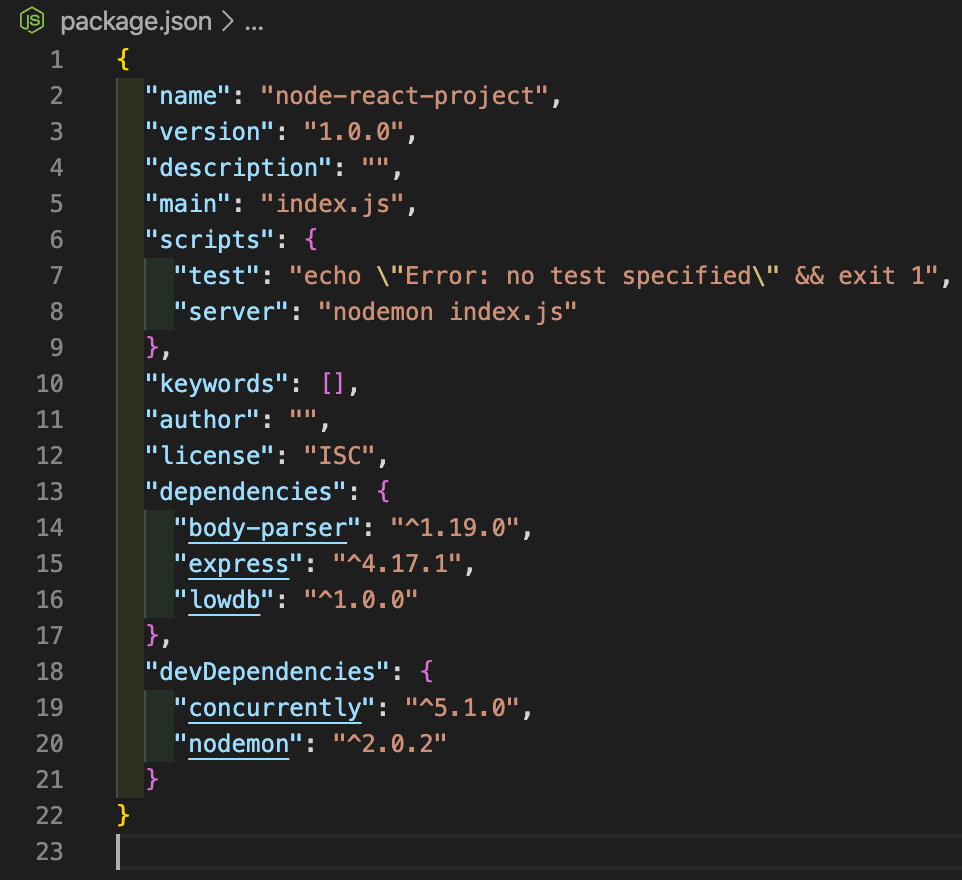 JS package.json > ...
1 {
2 "name": "node-react-project",
3 "version": "1.0.0",
4 "description": "",
5 "main": "index.js",
6 "scripts": {
7 "test": "echo \"Error: no test specified\" && exit 1",
8 "server": "nodemon index.js"
9 },
10 "keywords": [],
11 "author": "",
12 "license": "ISC",
13 "dependencies": {
14 "body-parser": "^1.19.0",
15 "express": "^4.17.1",
16 "lowdb": "^1.0.0"
17 },
18 "devDependencies": {
19 "concurrently": "^5.1.0",
20 "nodemon": "^2.0.2"
21 }
22 }
23